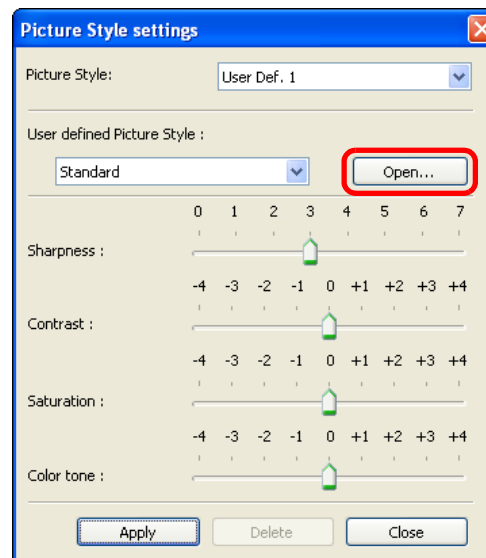 Picture Style settings
Picture Style: User Def. 1
User defined Picture Style :
Standard Open...
0 1 2 3 4 5 6 7
Sharpness :
-4 -3 -2 -1 0 +1 +2 +3 +4
Contrast :
-4 -3 -2 -1 0 +1 +2 +3 +4
Saturation :
-4 -3 -2 -1 0 +1 +2 +3 +4
Color tone :
Apply Delete Close